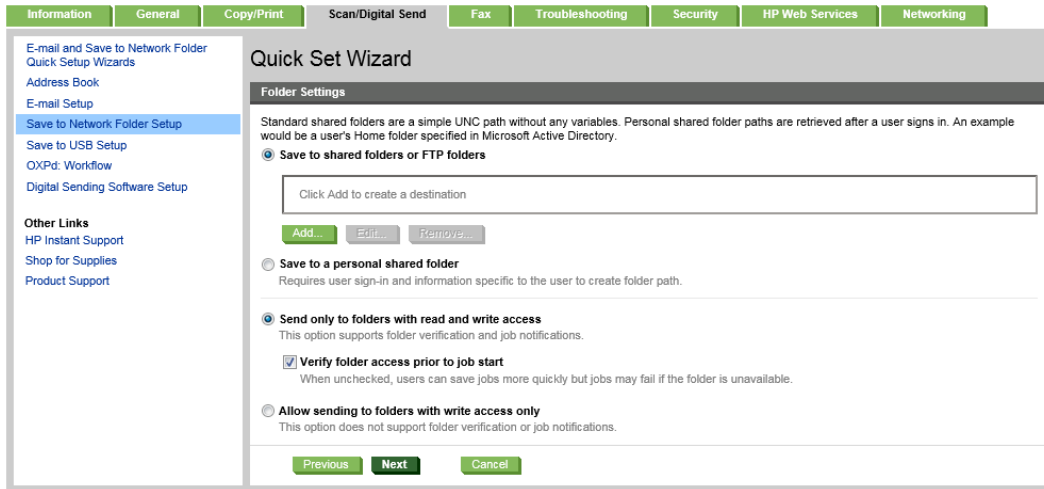 Information General Copy/Print Scan/Digital Send Fax Troubleshooting Security HP Web Services Networking
E-mail and Save to Network Folder
Quick Setup Wizards
Address Book
E-mail Setup
Save to Network Folder Setup
Save to USB Setup
OXPd: Workflow
Digital Sending Software Setup
Other Links
HP Instant Support
Shop for Supplies
Product Support
Quick Set Wizard
Folder Settings
Standard shared folders are a simple UNC path without any variables. Personal shared folder paths are retrieved after a user signs in. An example
would be a user's Home folder specified in Microsoft Active Directory.
Save to shared folders or FTP folders
Click Add to create a destination
Add... Edit... Remove...
Save to a personal shared folder
Requires user sign-in and information specific to the user to create folder path.
Send only to folders with read and write access
This option supports folder verification and job notifications.
Verify folder access prior to job start
When unchecked, users can save jobs more quickly but jobs may fail if the folder is unavailable.
Allow sending to folders with write access only
This option does not support folder verification or job notifications.
Previous Next Cancel